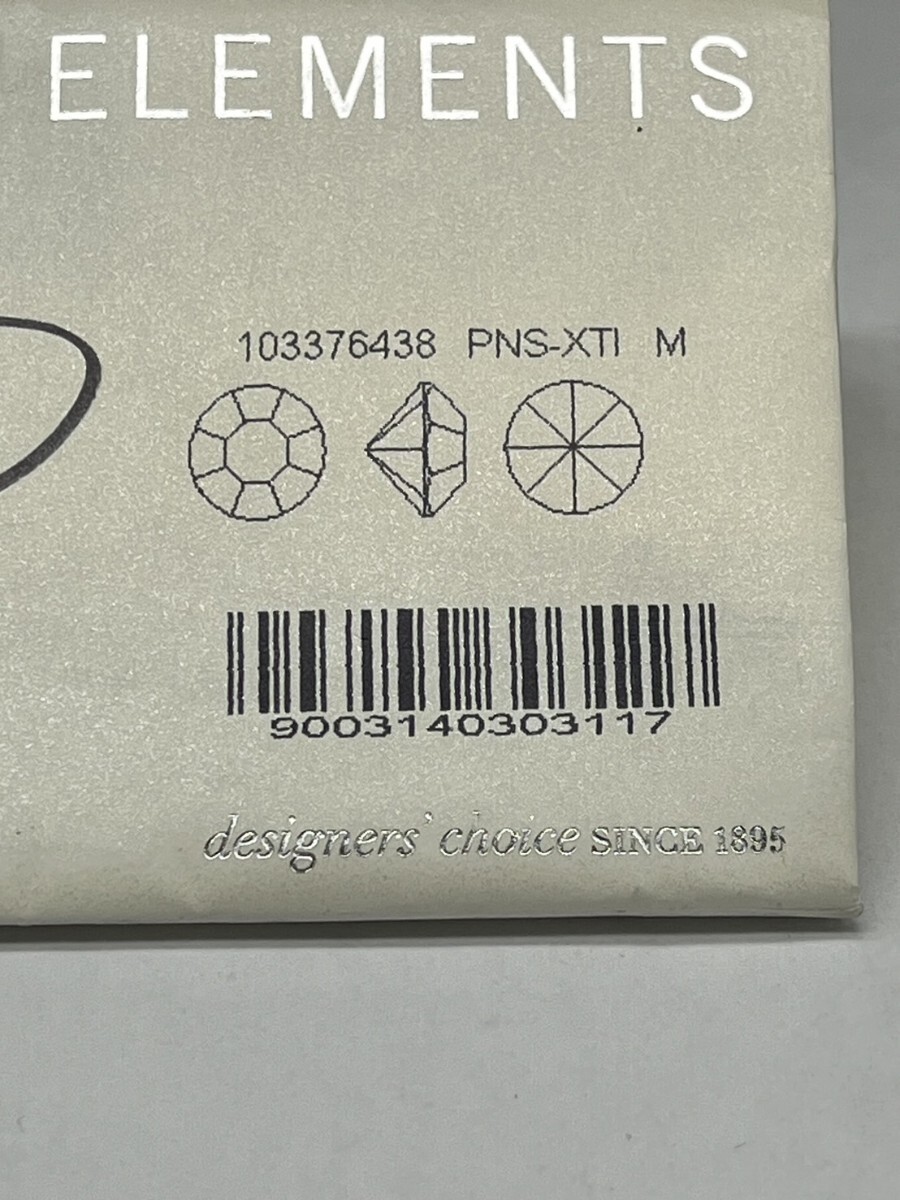 ELEMENTS
103376438 PNS-XTI M
9003140303117
designers' choice SINCE 1895